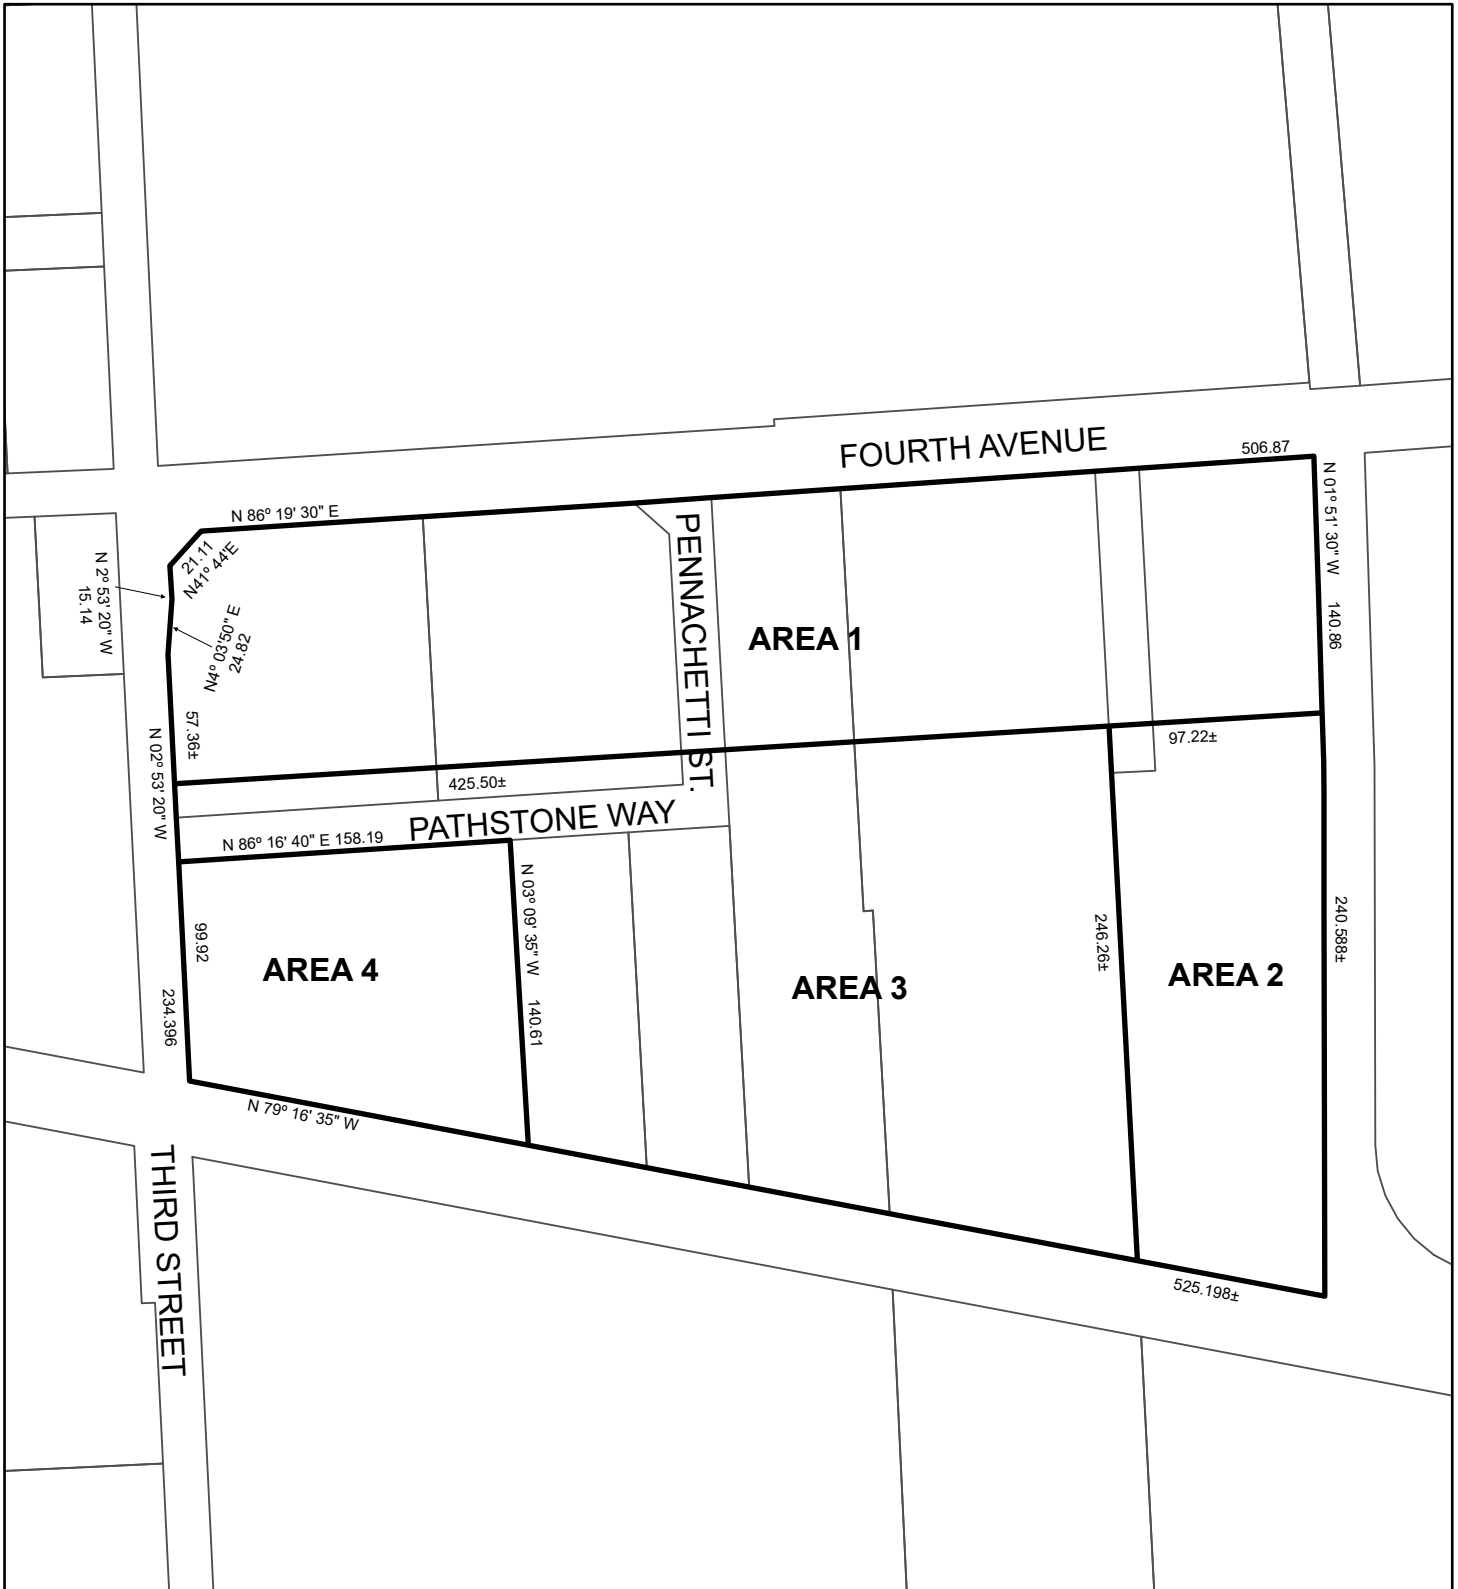 FOURTH AVENUE
506.87
N 86º 19' 30" E
N 01º 51' 30" W
140.86
21.11
N41º 44'E
N 2º 53' 20" W
15.14
N4º 03'50" E
24.82
PENNACHETTI ST.
AREA 1
57.36±
N 02º 53' 20" W
97.22±
425.50±
PATHSTONE WAY
N 86º 16' 40" E 158.19
N 03º 09' 35" W
140.61
99.92
234.396
AREA 4
AREA 3
246.26±
AREA 2
240.588±
N 79º 16' 35" W
525.198±
THIRD STREET